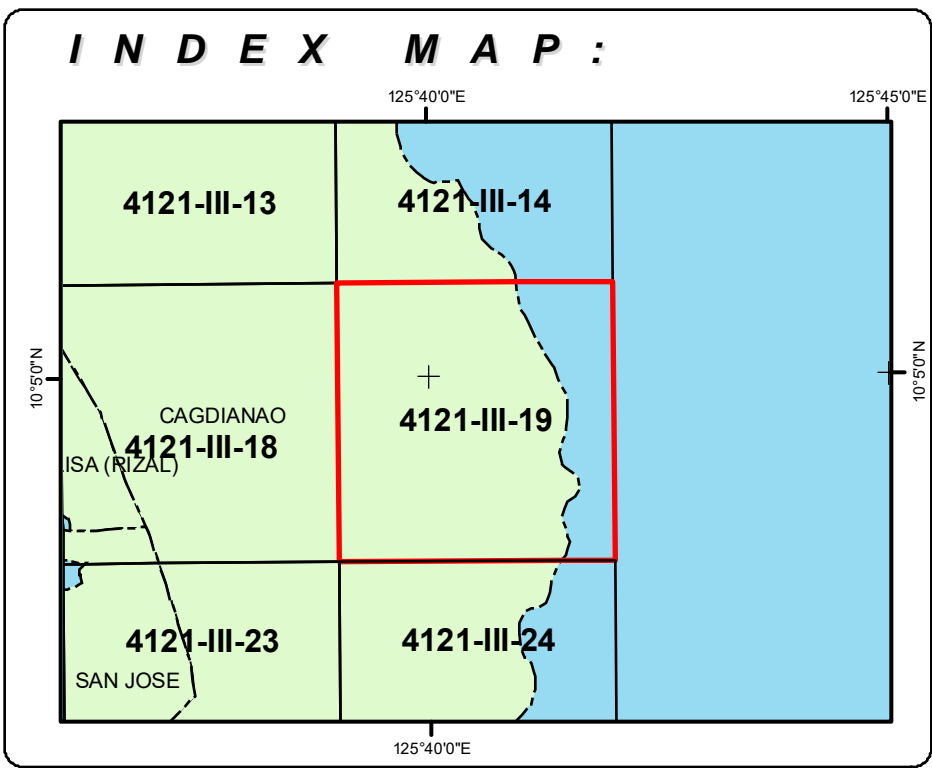 INDEX MAP:
125°40'0"E
125°45'0"E
4121-III-13
4121-III-14
10°5'0"N
10°5'0"N
CAGDIANAO
4121-III-19
4121-III-18
ISA (RIZAL)
4121-III-23
4121-III-24
SAN JOSE
125°40'0"E